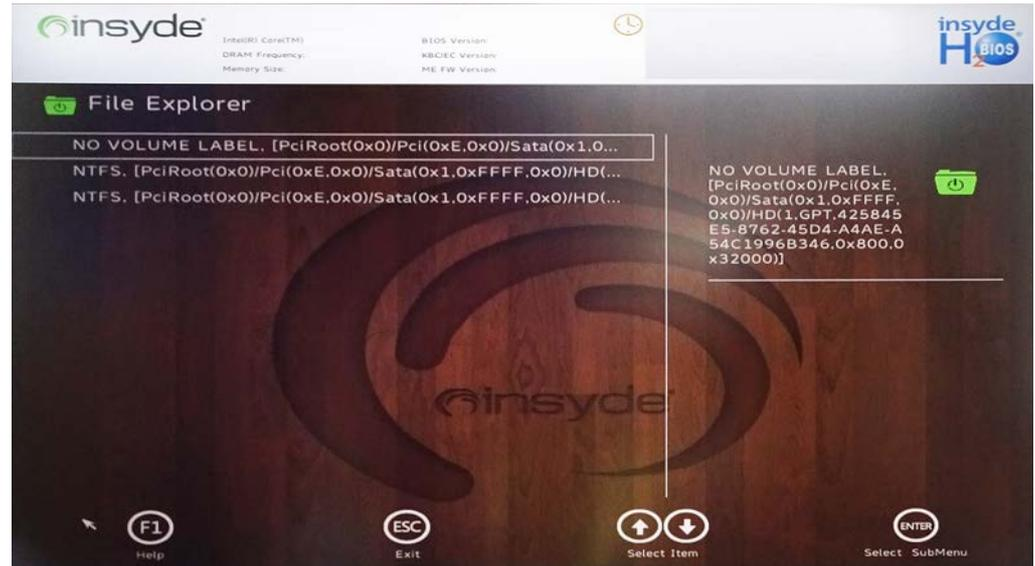 insyde
Intel(R) Core(TM)
DRAM Frequency:
Memory Size:
BIOS Version:
KBC/EC Version:
ME FW Version:
insyde
H2O BIOS
File Explorer
NO VOLUME LABEL, [PciRoot(0x0)/Pci(0xE,0x0)/Sata(0x1,0...
NTFS, [PciRoot(0x0)/Pci(0xE,0x0)/Sata(0x1,0xFFFF,0x0)/HD(...
NTFS, [PciRoot(0x0)/Pci(0xE,0x0)/Sata(0x1,0xFFFF,0x0)/HD(...
NO VOLUME LABEL,
[PciRoot(0x0)/Pci(0xE,
0x0)/Sata(0x1,0xFFFF,
0x0)/HD(1,GPT,425845
E5-8762-45D4-A4AE-A
54C1996B346,0x800,0
x32000)]
insyde
F1
Help
ESC
Exit
Select Item
ENTER
Select SubMenu